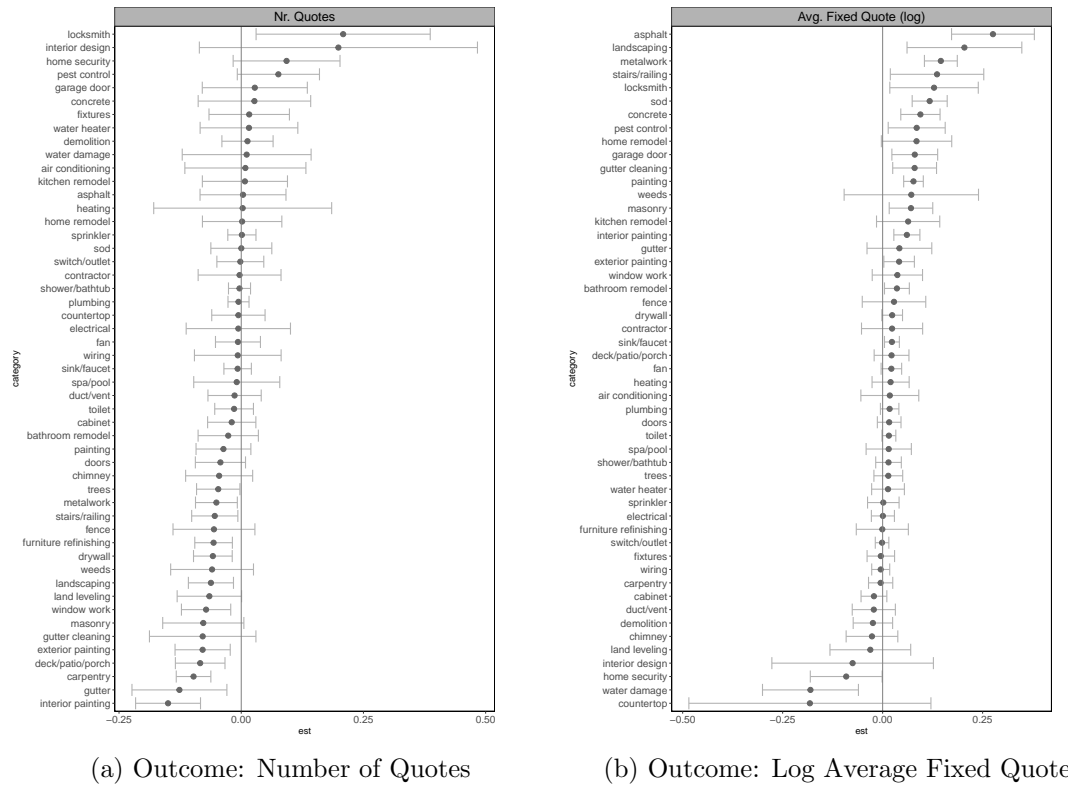 Nr. Quotes
locksmith
interior design
home security
pest control
garage door
concrete
fixtures
water heater
demolition
water damage
air conditioning
kitchen remodel
asphalt
heating
home remodel
sprinkler
sod
switch/outlet
contractor
shower/bathtub
plumbing
countertop
electrical
fan
wiring
sink/faucet
spa/pool
duct/vent
toilet
cabinet
bathroom remodel
painting
doors
chimney
trees
metalwork
stairs/railing
fence
furniture refinishing
drywall
weeds
landscaping
land leveling
window work
masonry
gutter cleaning
exterior painting
deck/patio/porch
carpentry
gutter
interior painting
category
−0.25 0.00 0.25 0.50
est
(a) Outcome: Number of Quotes
Avg. Fixed Quote (log)
asphalt
landscaping
metalwork
stairs/railing
locksmith
sod
concrete
pest control
home remodel
garage door
gutter cleaning
painting
weeds
masonry
kitchen remodel
interior painting
gutter
exterior painting
window work
bathroom remodel
fence
drywall
contractor
sink/faucet
deck/patio/porch
fan
heating
air conditioning
plumbing
doors
toilet
spa/pool
shower/bathtub
trees
water heater
sprinkler
electrical
furniture refinishing
switch/outlet
fixtures
wiring
carpentry
cabinet
duct/vent
demolition
chimney
land leveling
interior design
home security
water damage
countertop
category
−0.50 −0.25 0.00 0.25
est
(b) Outcome: Log Average Fixed Quote